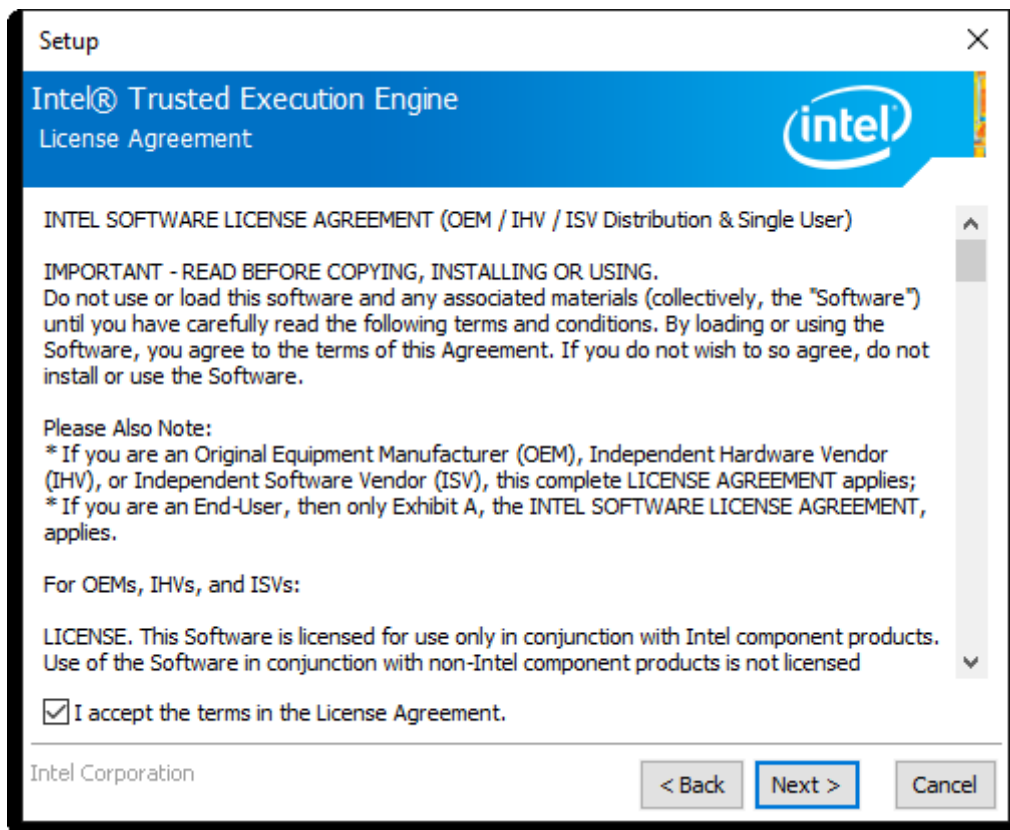 Setup
Intel® Trusted Execution Engine
License Agreement
intel
INTEL SOFTWARE LICENSE AGREEMENT (OEM / IHV / ISV Distribution & Single User)
IMPORTANT - READ BEFORE COPYING, INSTALLING OR USING.
Do not use or load this software and any associated materials (collectively, the "Software")
until you have carefully read the following terms and conditions. By loading or using the
Software, you agree to the terms of this Agreement. If you do not wish to so agree, do not
install or use the Software.
Please Also Note:
* If you are an Original Equipment Manufacturer (OEM), Independent Hardware Vendor
(IHV), or Independent Software Vendor (ISV), this complete LICENSE AGREEMENT applies;
* If you are an End-User, then only Exhibit A, the INTEL SOFTWARE LICENSE AGREEMENT,
applies.
For OEMs, IHVs, and ISVs:
LICENSE. This Software is licensed for use only in conjunction with Intel component products.
Use of the Software in conjunction with non-Intel component products is not licensed
I accept the terms in the License Agreement.
Intel Corporation
< Back
Next >
Cancel